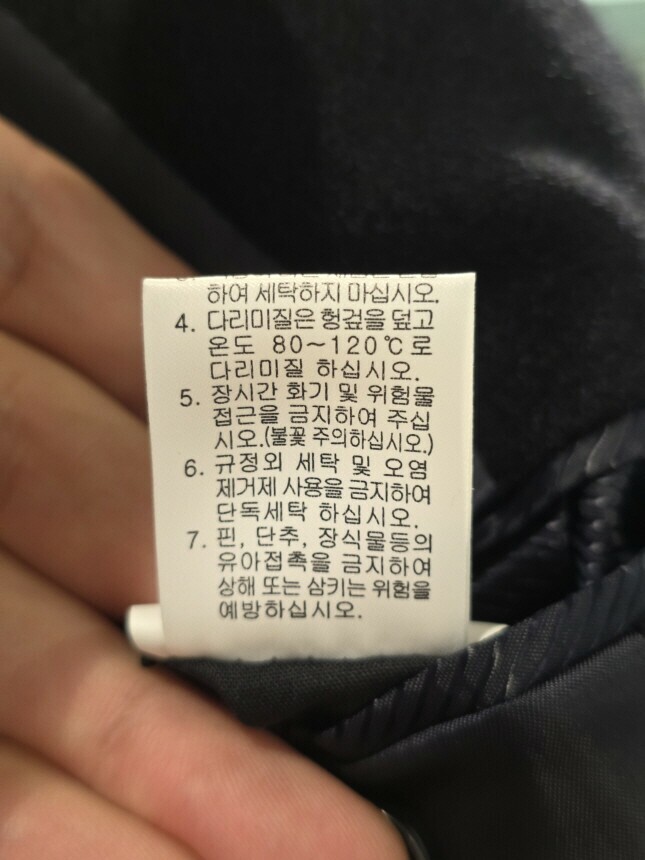 하여 세탁하지 마십시오.
4. 다리미질은 헝겊을 덮고
온도 80~120℃로
다리미질 하십시오.
5. 장시간 화기 및 위험물
접근을 금지하여 주십
시오.(불꽃 주의하십시오.)
6. 규정외 세탁 및 오염
제거제 사용을 금지하여
단독세탁 하십시오.
7. 핀, 단추, 장식물등의
유아접촉을 금지하여
상해 또는 삼키는 위험을
예방하십시오.